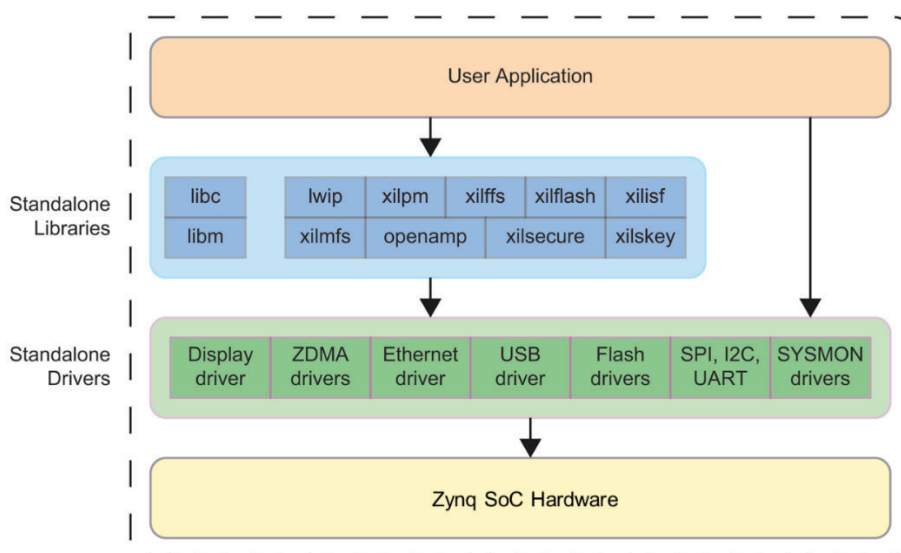 User Application
Standalone
Libraries
libc
lwip
xilpm
xilffs
xilflash
xilisf
libm
xilmfs
openamp
xilsecure
xilskey
Standalone
Drivers
Display
driver
ZDMA
drivers
Ethernet
driver
USB
driver
Flash
drivers
SPI, I2C,
UART
SYSMON
drivers
Zynq SoC Hardware